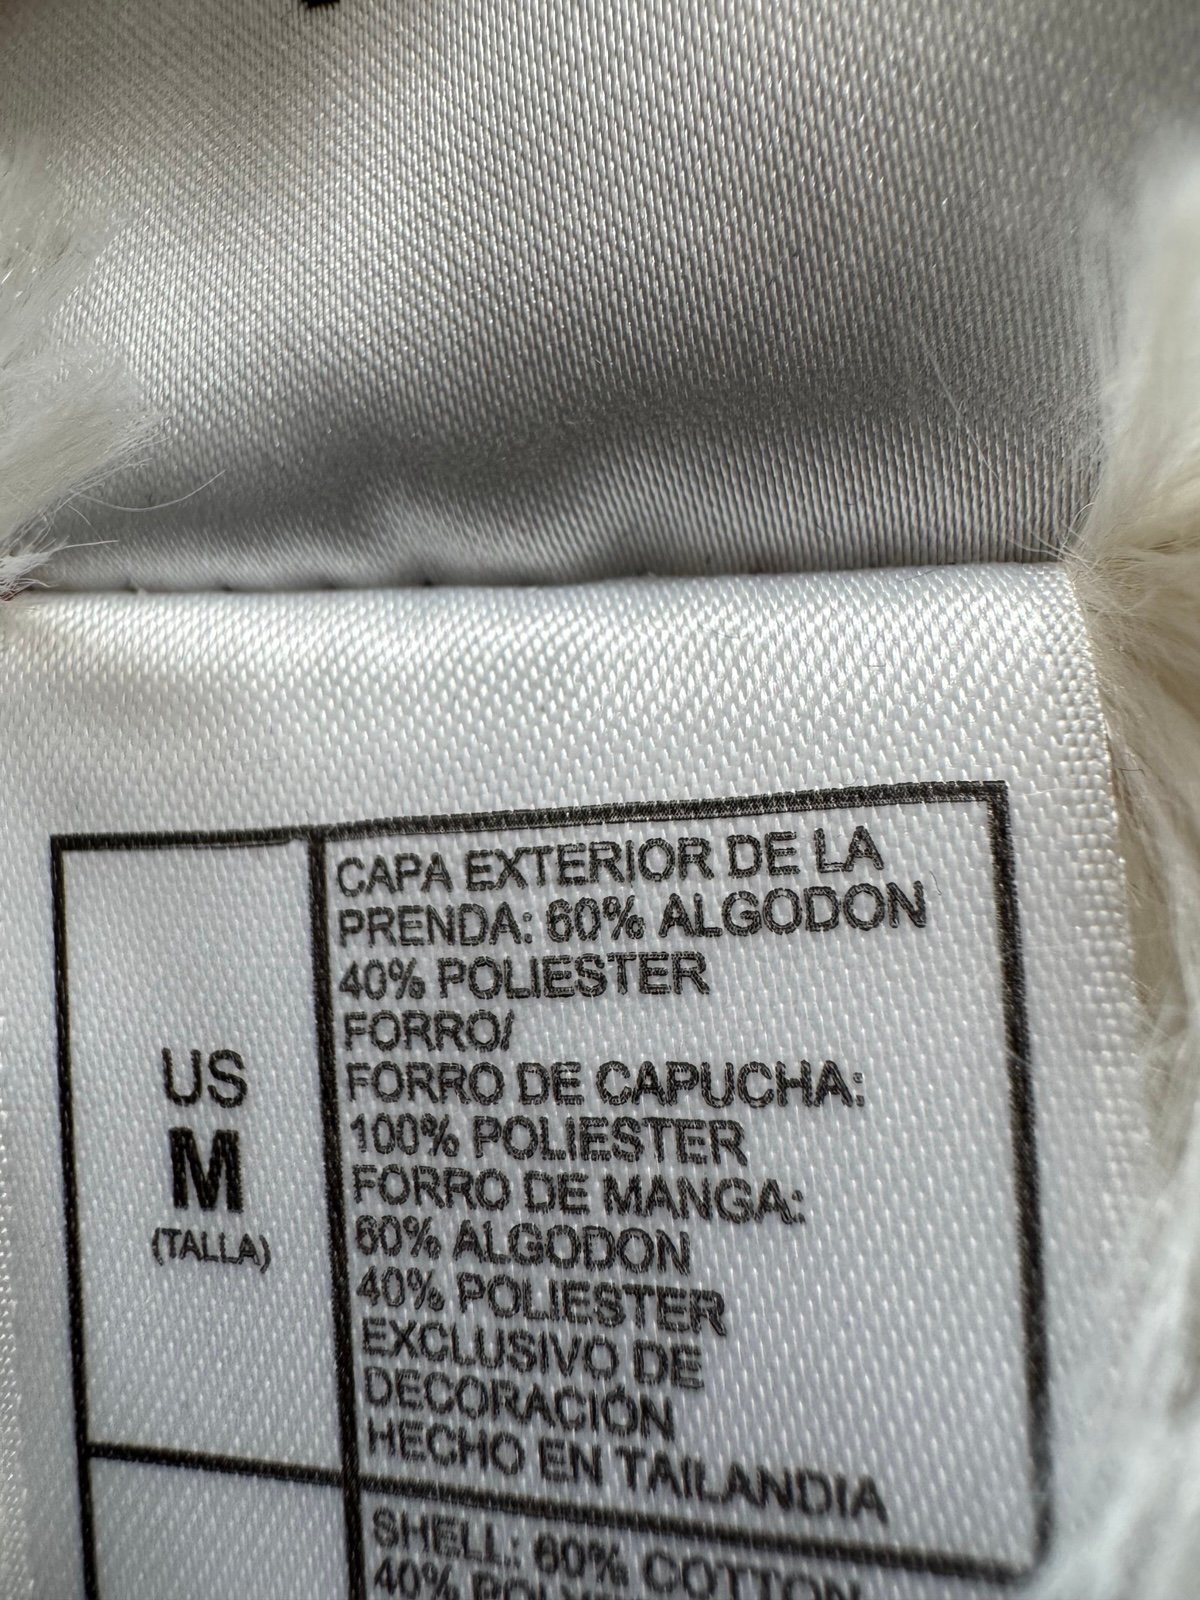 US
M
(TALLA)
CAPA EXTERIOR DE LA
PRENDA: 60% ALGODON
40% POLIESTER
FORRO/
FORRO DE CAPUCHA:
100% POLIESTER
FORRO DE MANGA:
60% ALGODON
40% POLIESTER
EXCLUSIVO DE
DECORACIÓN
HECHO EN TAILANDIA
SHELL: 60% COTTON
40%